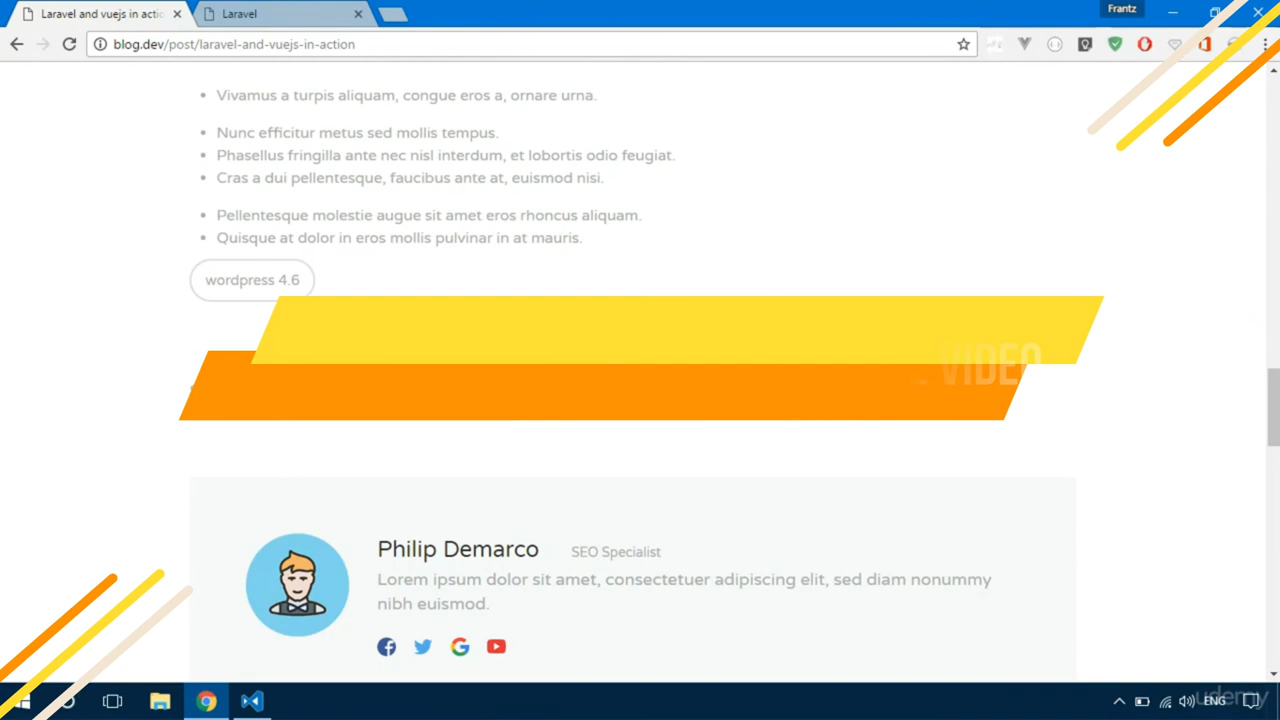 Laravel and vuejs in actio
Laravel
Frantz
blog.dev/post/laravel-and-vuejs-in-action
• Vivamus a turpis aliquam, congue eros a, ornare urna.
• Nunc efficitur metus sed mollis tempus.
• Phasellus fringilla ante nec nisl interdum, et lobortis odio feugiat.
• Cras a dui pellentesque, faucibus ante at, euismod nisi.
• Pellentesque molestie augue sit amet eros rhoncus aliquam.
• Quisque at dolor in eros mollis pulvinar in at mauris.
wordpress 4.6
VIDEO
Philip Demarco SEO Specialist
Lorem ipsum dolor sit amet, consectetuer adipiscing elit, sed diam nonummy
nibh euismod.
ENG
udemy